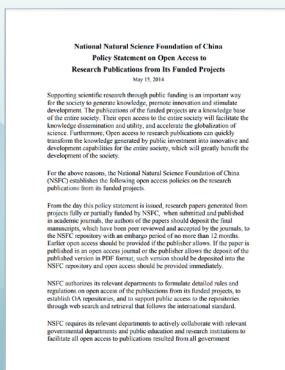 National Natural Science Foundation of China
Policy Statement on Open Access to
Research Publications from Its Funded Projects
May 15, 2014
Supporting scientific research through public funding is an important way
for the society to generate knowledge, promote innovation and stimulate
development. The publications of the funded projects are a knowledge base
of the entire society. Their open access to the entire society will facilitate the
knowledge dissemination and utility, and accelerate the globalization of
science. Furthermore, Open access to research publications can quickly
transform the knowledge generated by public investment into innovative and
development capabilities for the entire society, which will greatly benefit the
development of the society.
For the above reasons, the National Natural Science Foundation of China
(NSFC) establishes the following open access policies on the research
publications from its funded projects.
From the day this policy statement is issued, research papers generated from
projects fully or partially funded by NSFC, when submitted and published
in academic journals, the authors of the papers should deposit the final
manuscripts, which have been peer reviewed and accepted by the journals, to
the NSFC repository with an embargo period of no more than 12 months.
Earlier open access should be provided if the publisher allows. If the paper is
published in an open access journal or the publisher allows the deposit of the
published version in PDF format, such version should be deposited into the
NSFC repository and open access should be provided immediately.
NSFC authorizes its relevant departments to formulate detailed rules and
regulations on open access of the publications from its funded projects, to
establish OA repositories, and to support public access to the repositories
through web search and retrieval that follows the international standard.
NSFC requires its relevant departments to actively collaborate with relevant
governmental departments and public education and research institutions to
facilitate all open access to publications resulted from all government